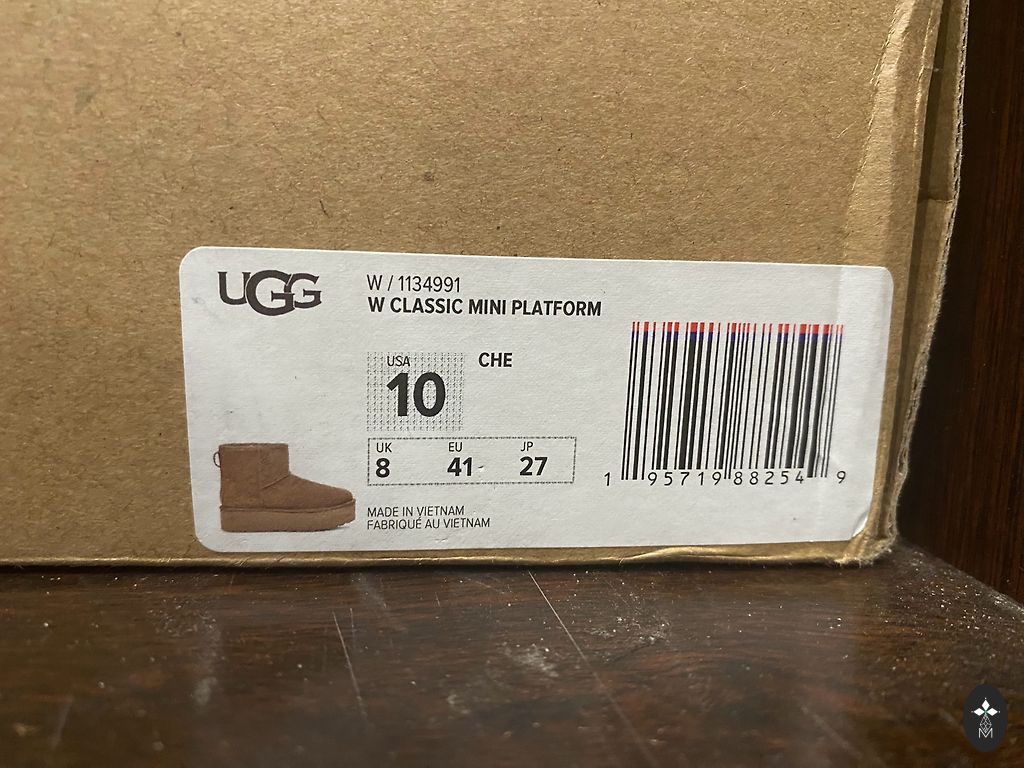 UGG
W / 1134991
W CLASSIC MINI PLATFORM
USA
10
CHE
UK EU JP
8 41 27
MADE IN VIETNAM
FABRIQUÉ AU VIETNAM
1 95719 88254 9
M